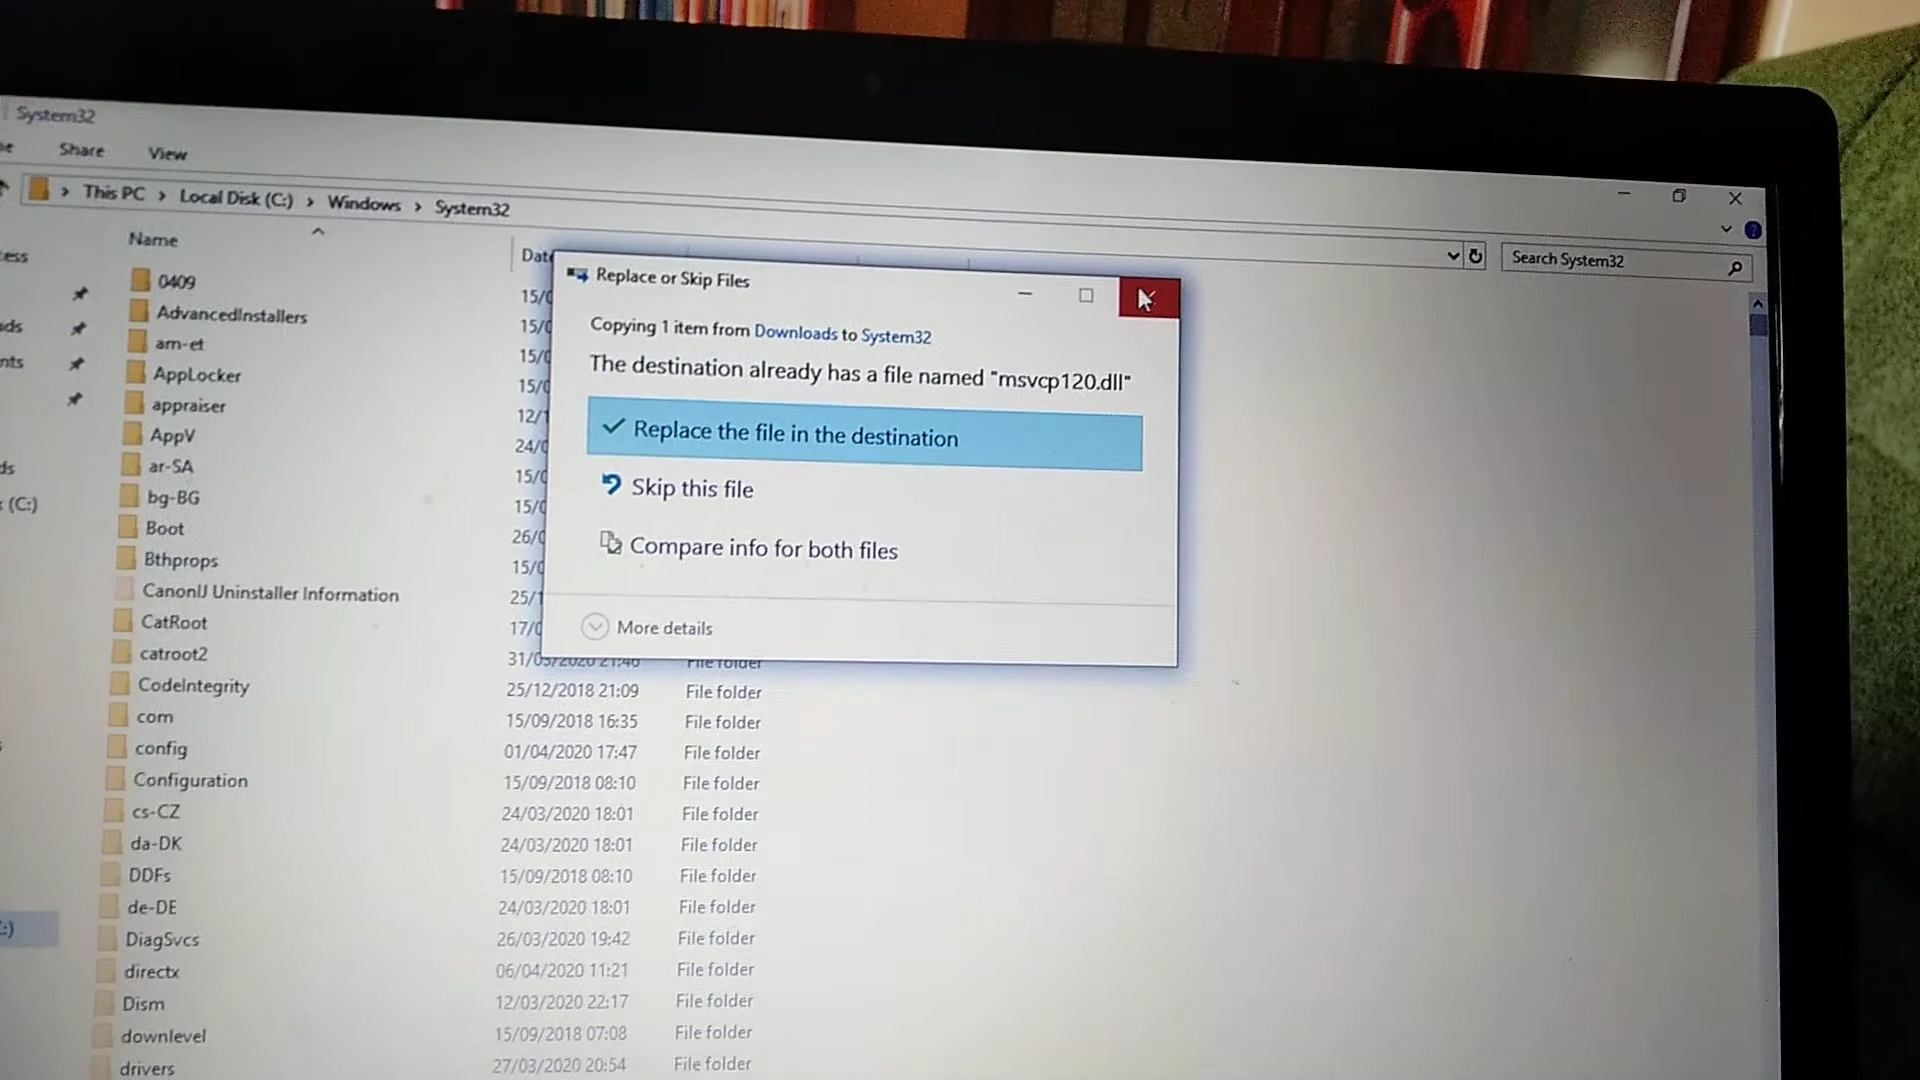 System32
Share View
This PC > Local Disk (C:) > Windows > System32
Search System32
Name
0409
AdvancedInstallers
am-et
AppLocker
appraiser
AppV
ar-SA
bg-BG
Boot
Bthprops
CanonIJ Uninstaller Information
CatRoot
catroot2
CodeIntegrity 25/12/2018 21:09 File folder
com 15/09/2018 16:35 File folder
config 01/04/2020 17:47 File folder
Configuration 15/09/2018 08:10 File folder
cs-CZ 24/03/2020 18:01 File folder
da-DK 24/03/2020 18:01 File folder
DDFs 15/09/2018 08:10 File folder
de-DE 24/03/2020 18:01 File folder
DiagSvcs 26/03/2020 19:42 File folder
directx 06/04/2020 11:21 File folder
Dism 12/03/2020 22:17 File folder
downlevel 15/09/2018 07:08 File folder
drivers 27/03/2020 20:54 File folder
Replace or Skip Files
Copying 1 item from Downloads to System32
The destination already has a file named "msvcp120.dll"
Replace the file in the destination
Skip this file
Compare info for both files
More details